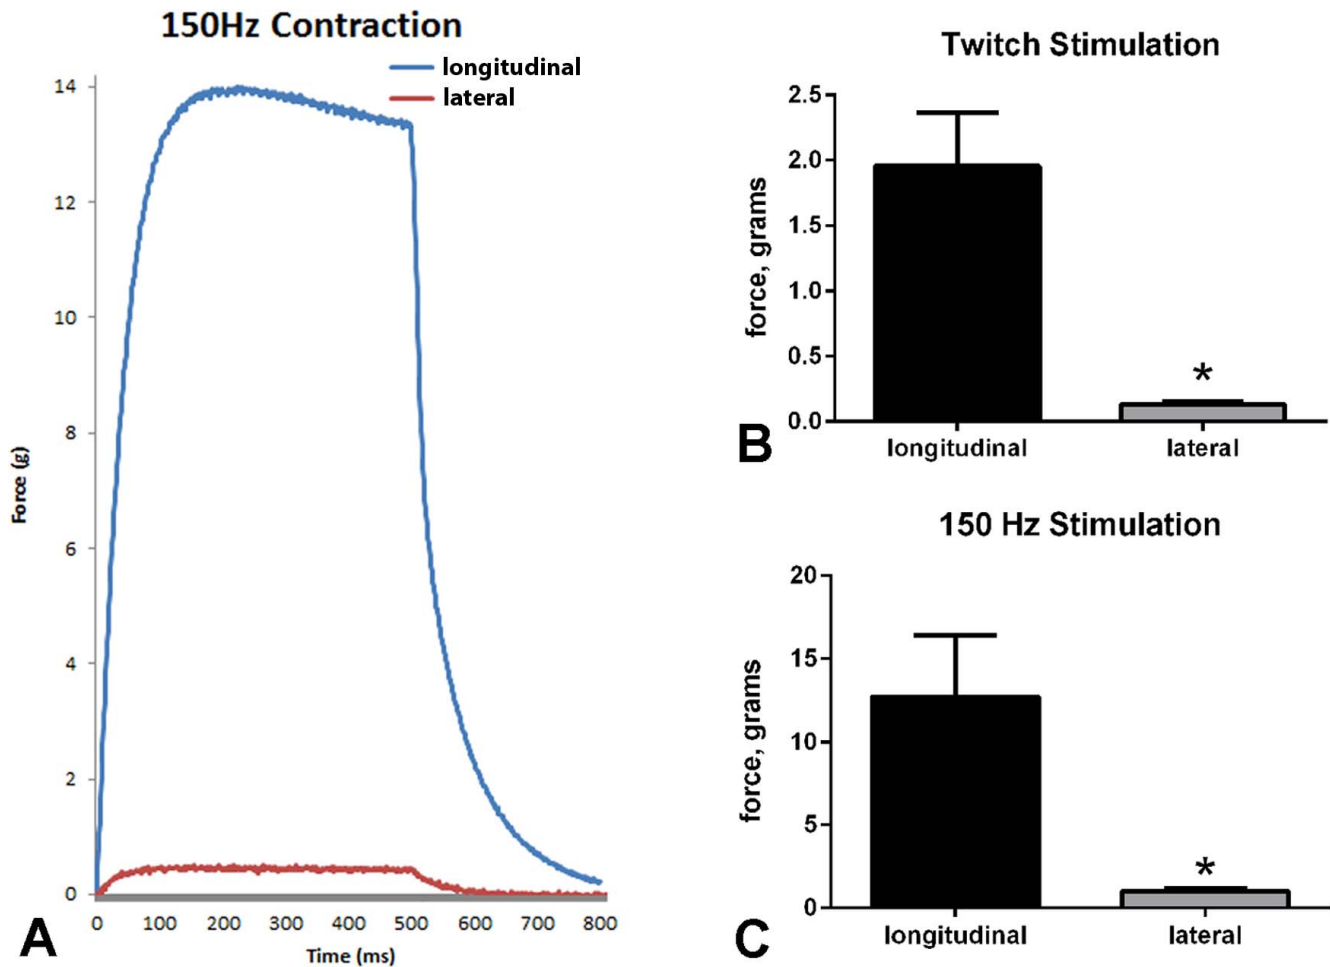 150Hz Contraction
longitudinal
lateral
14
12
10
8
6
4
2
0
Force (g)
0 100 200 300 400 500 600 700 800
Time (ms)
A
Twitch Stimulation
2.5
2.0
1.5
1.0
0.5
0.0
force, grams
*
longitudinal lateral
B
150 Hz Stimulation
20
15
10
5
0
force, grams
*
longitudinal lateral
C